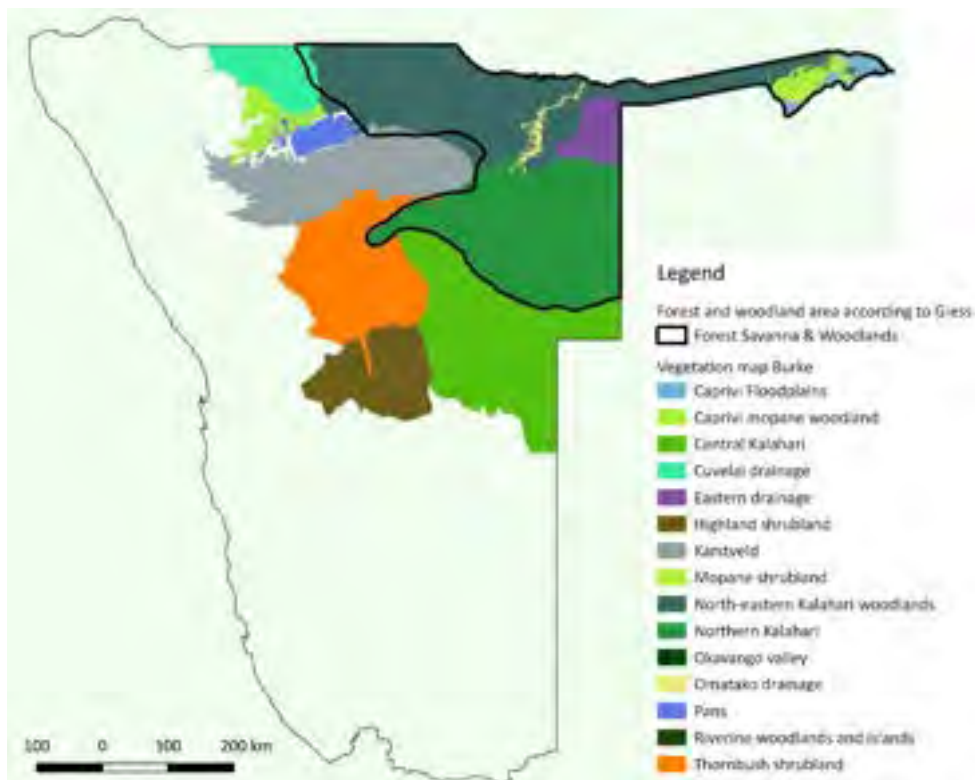 Legend
Forest and woodland area according to Giess
Forest Savanna & Woodlands
Vegetation map Burke
Caprivi Floodplains
Caprivi mopane woodland
Central Kalahari
Cuvelai drainage
Eastern drainage
Highland shrubland
Karstveld
Mopane shrubland
North-eastern Kalahari woodlands
Northern Kalahari
Okavango valley
Omatako drainage
Pans
Riverine woodlands and islands
Thornbush shrubland
100 0 100 200 km